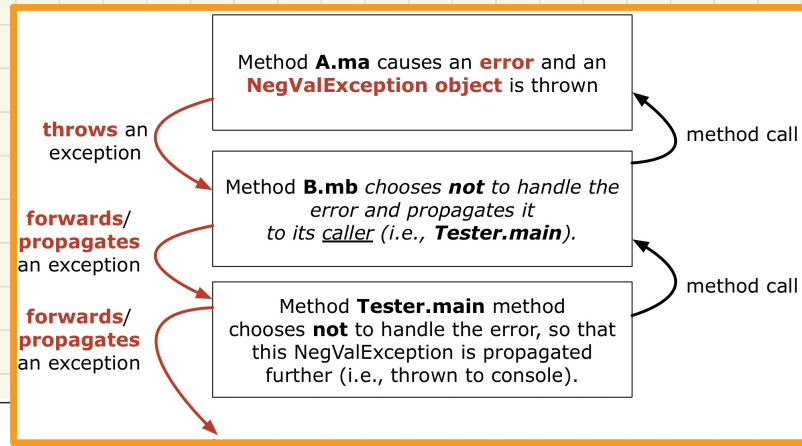 Method A.ma causes an error and an
NegValException object is thrown
throws an
exception
method call
Method B.mb chooses not to handle the
error and propagates it
to its caller (i.e., Tester.main).
forwards/
propagates
an exception
method call
Method Tester.main method
chooses not to handle the error, so that
this NegValException is propagated
further (i.e., thrown to console).
forwards/
propagates
an exception